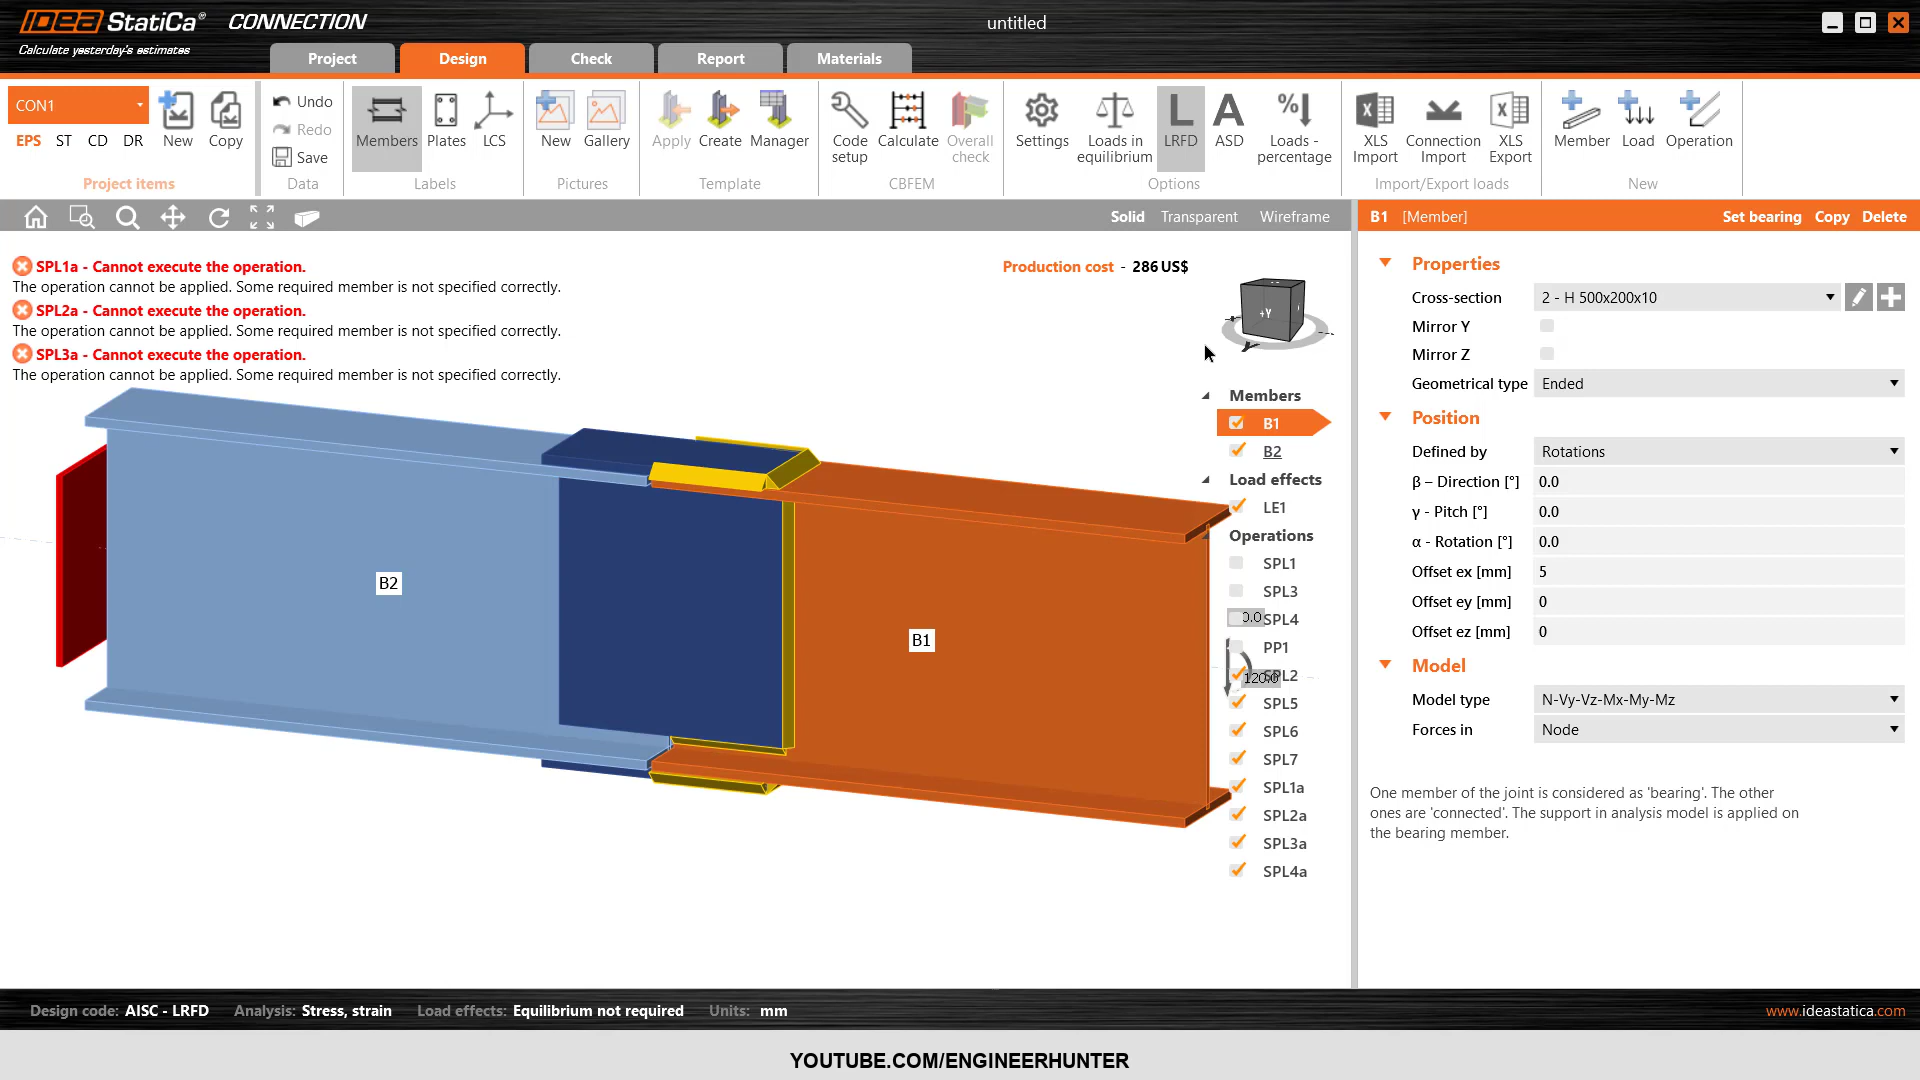 IDEA StatiCa® CONNECTION
Calculate yesterday's estimates
untitled
Project Design Check Report Materials
CON1
EPS ST CD DR
New Copy
Project items
Undo
Redo
Save
Data
Members Plates LCS
Labels
New Gallery
Pictures
Apply Create Manager
Template
Code setup Calculate Overall check
CBFEM
Settings Loads in equilibrium LRFD ASD Loads - percentage
Options
XLS Import Connection Import XLS Export
Import/Export loads
Member Load Operation
New
Solid Transparent Wireframe
B1 [Member] Set bearing Copy Delete
SPL1a - Cannot execute the operation.
The operation cannot be applied. Some required member is not specified correctly.
SPL2a - Cannot execute the operation.
The operation cannot be applied. Some required member is not specified correctly.
SPL3a - Cannot execute the operation.
The operation cannot be applied. Some required member is not specified correctly.
Production cost - 286 US$
+Y
B2
B1
Members
B1
B2
Load effects
LE1
Operations
SPL1
SPL3
SPL4
PP1
SPL2
SPL5
SPL6
SPL7
SPL1a
SPL2a
SPL3a
SPL4a
Properties
Cross-section 2 - H 500x200x10
Mirror Y
Mirror Z
Geometrical type Ended
Position
Defined by Rotations
β – Direction [°] 0.0
γ - Pitch [°] 0.0
α - Rotation [°] 0.0
Offset ex [mm] 5
Offset ey [mm] 0
Offset ez [mm] 0
Model
Model type N-Vy-Vz-Mx-My-Mz
Forces in Node
One member of the joint is considered as 'bearing'. The other
ones are 'connected'. The support in analysis model is applied on
the bearing member.
Design code: AISC - LRFD Analysis: Stress, strain Load effects: Equilibrium not required Units: mm
www.ideastatica.com
YOUTUBE.COM/ENGINEERHUNTER